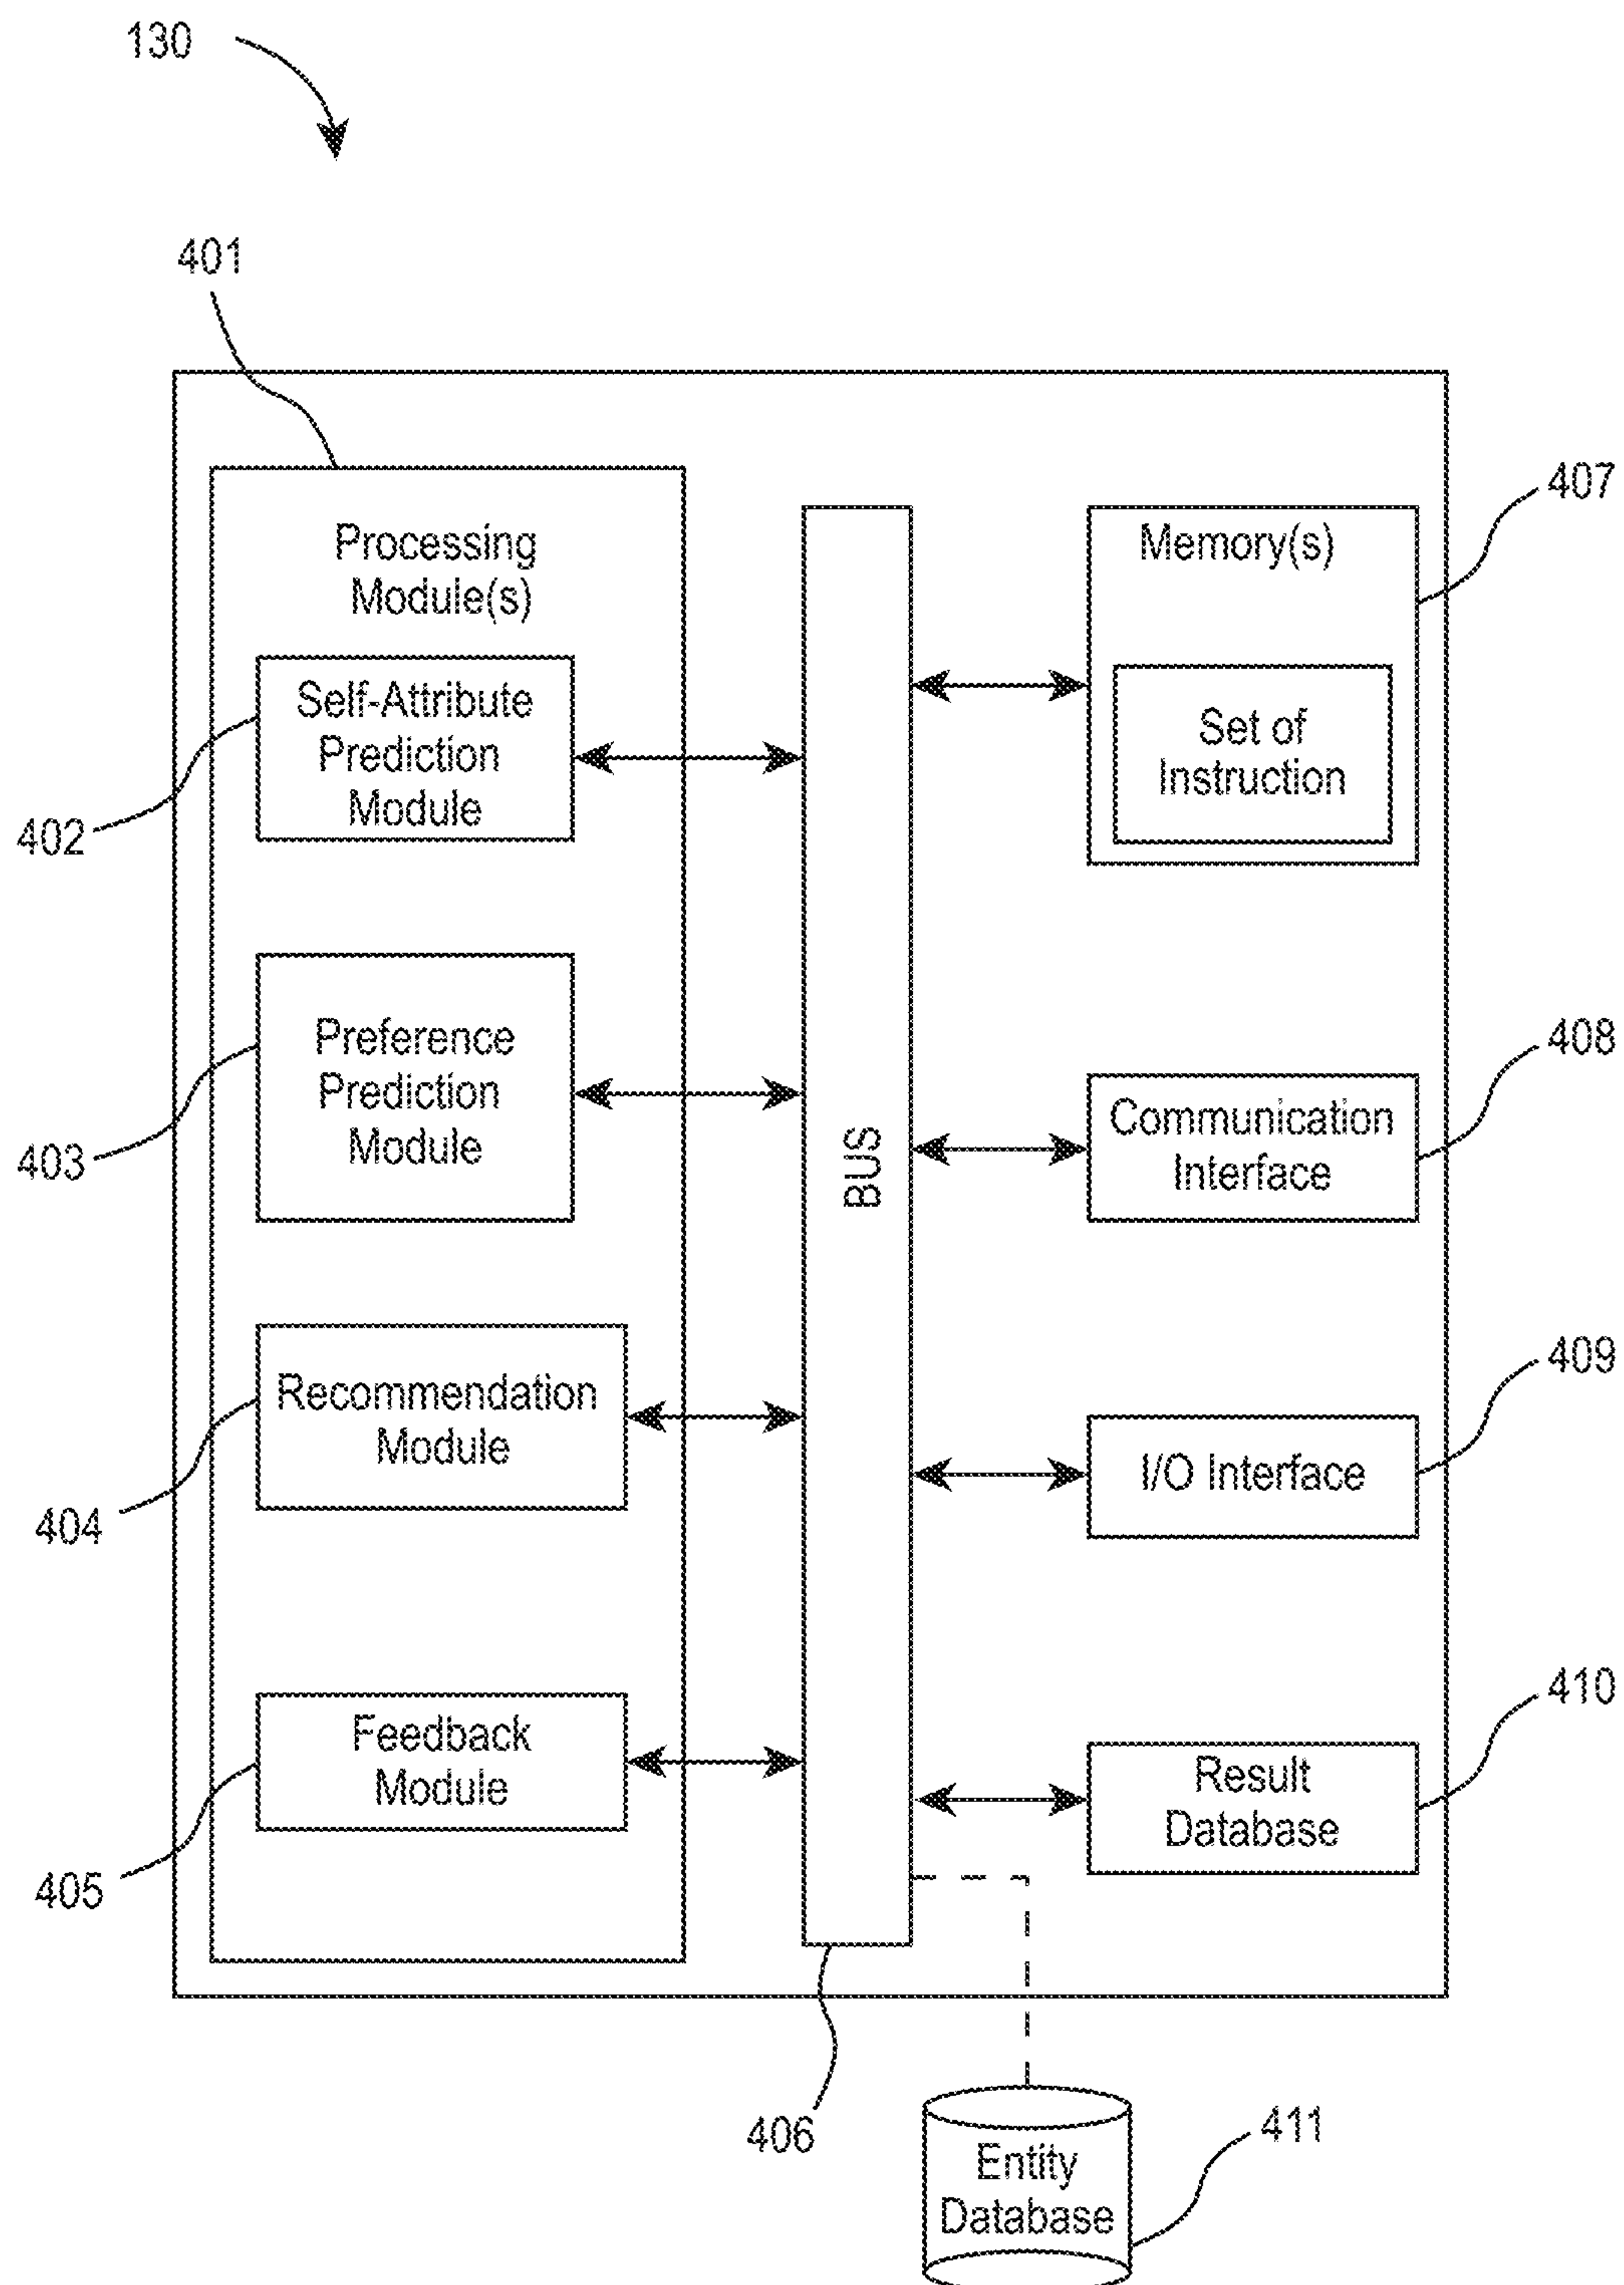 130
401
Processing
Module(s)
Self-Attribute
Prediction
Module
402
Preference
Prediction
Module
403
Recommendation
Module
404
Feedback
Module
405
BUS
406
Memory(s)
407
Set of
Instruction
Communication
Interface
408
I/O Interface
409
Result
Database
410
Entity
Database
411